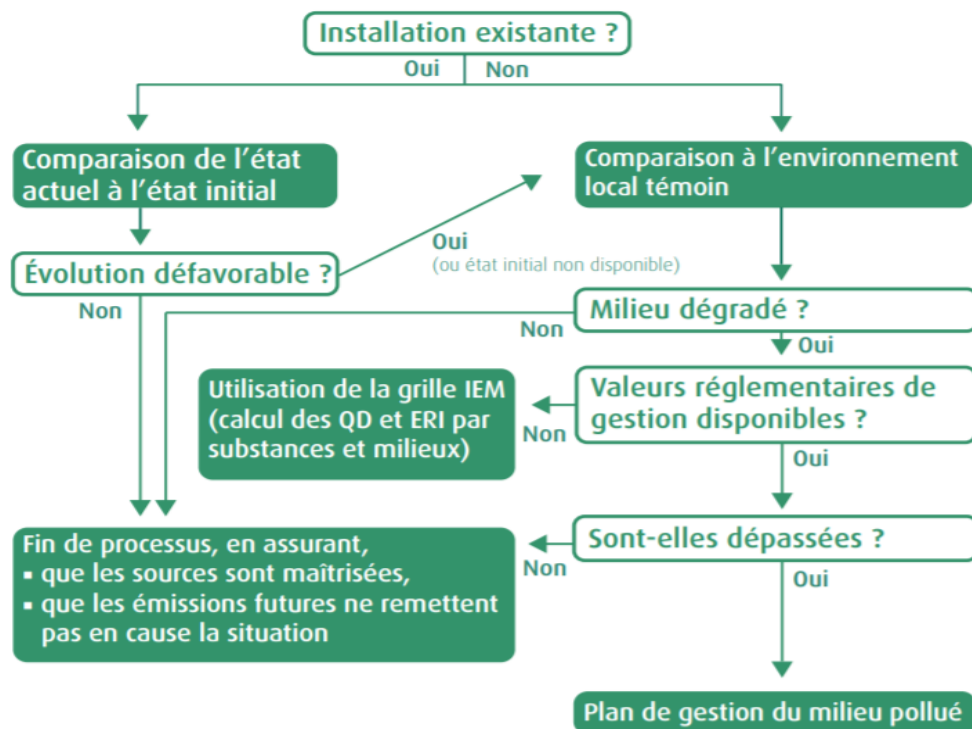 Installation existante ?
Oui
Non
Comparaison de l'état
actuel à l'état initial
Comparaison à l'environnement
local témoin
Oui
(ou état initial non disponible)
Évolution défavorable ?
Non
Milieu dégradé ?
Non
Oui
Utilisation de la grille IEM
(calcul des QD et ERI par
substances et milieux)
Valeurs réglementaires de
gestion disponibles ?
Non
Oui
Fin de processus, en assurant,
▪ que les sources sont maîtrisées,
▪ que les émissions futures ne remettent
pas en cause la situation
Sont-elles dépassées ?
Non
Oui
Plan de gestion du milieu pollué